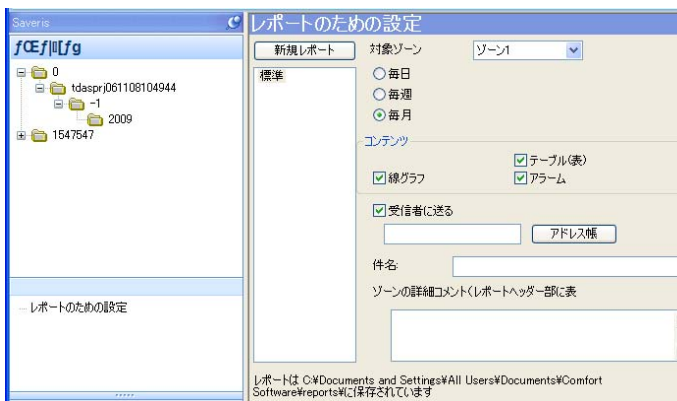 Saveris
ƒŒƒ|[ƒg
0
tdasprj061108104944
-1
2009
1547547
レポートのための設定
レポートのための設定
新規レポート
対象ゾーン
ゾーン1
標準
毎日
毎週
毎月
コンテンツ
テーブル(表)
線グラフ
アラーム
受信者に送る
アドレス帳
件名:
ゾーンの詳細コメント(レポートヘッダー部に表
レポートは C:¥Documents and Settings¥All Users¥Documents¥Comfort
Software¥reports¥に保存されています